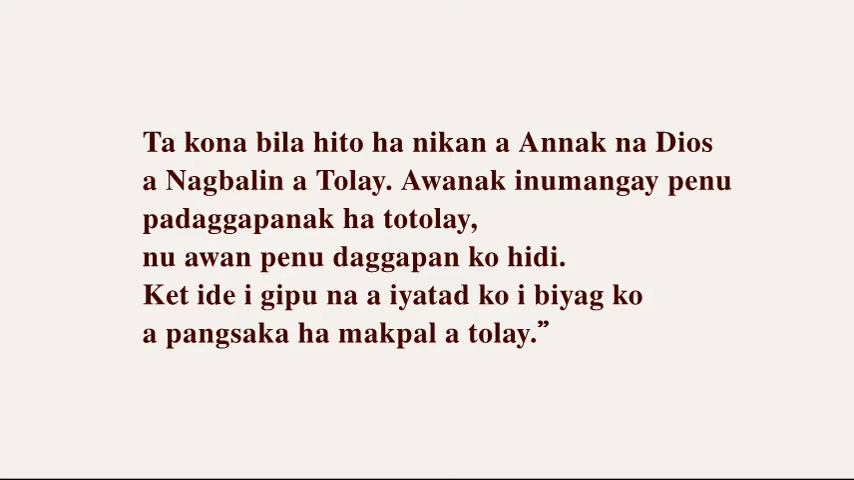 Ta kona bila hito ha nikan a Annak na Dios
a Nagbalin a Tolay. Awanak inumangay penu
padaggapanak ha totolay,
nu awan penu daggapan ko hidi.
Ket ide i gipu na a iyatad ko i biyag ko
a pangsaka ha makpal a tolay.”